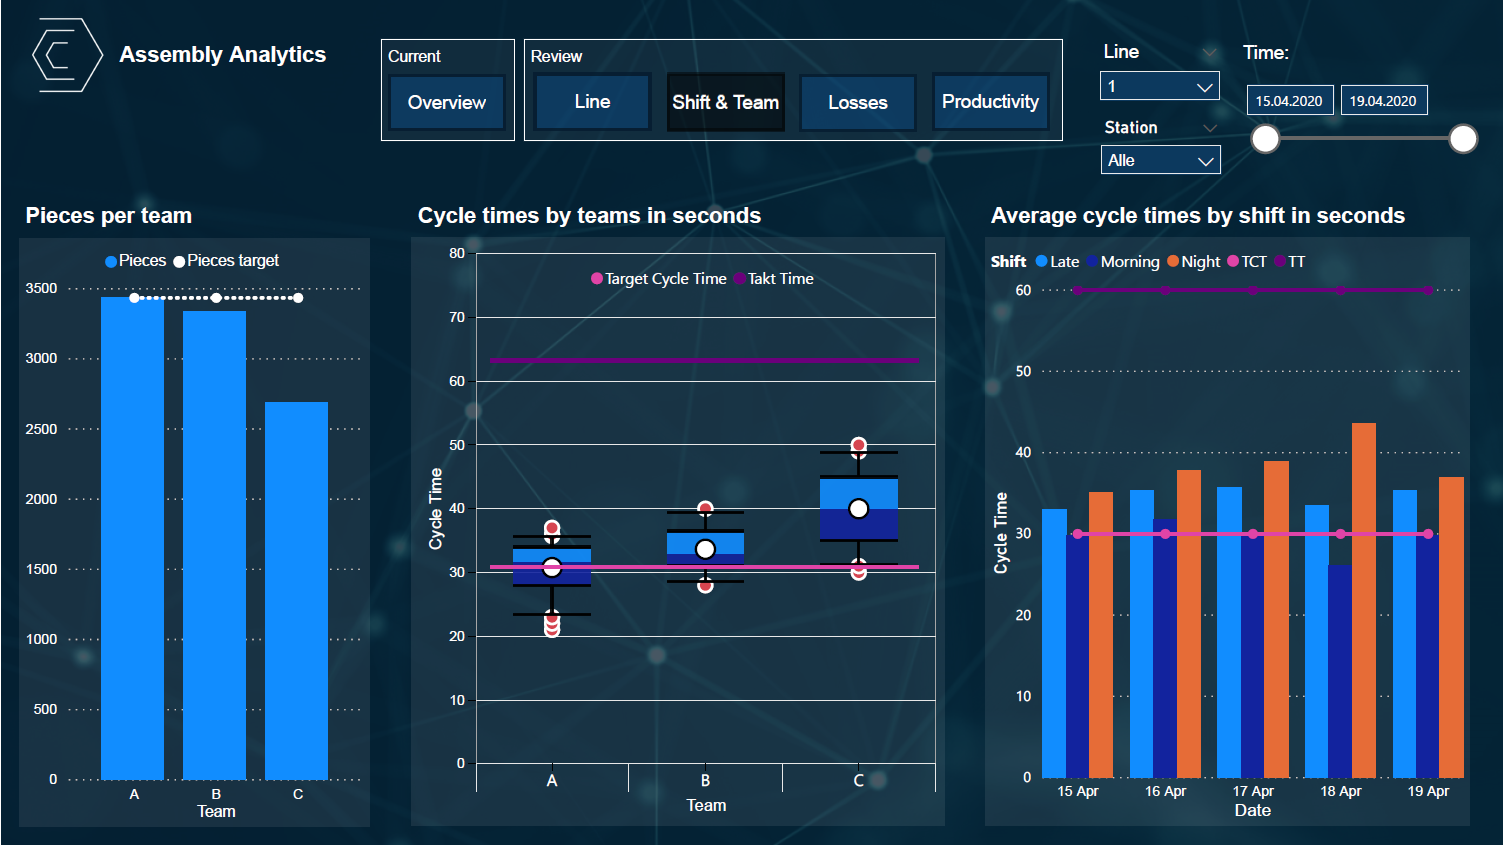 Assembly Analytics
Current
Overview
Review
Line
Shift & Team
Losses
Productivity
Line
1
Station
Alle
Time:
15.04.2020 19.04.2020
Pieces per team
Pieces Pieces target
3500
3000
2500
2000
1500
1000
500
0
A B C
Team
Cycle times by teams in seconds
Target Cycle Time Takt Time
Cycle Time
80
70
60
50
40
30
20
10
0
A B C
Team
Average cycle times by shift in seconds
Shift Late Morning Night TCT TT
Cycle Time
60
50
40
30
20
10
0
15 Apr 16 Apr 17 Apr 18 Apr 19 Apr
Date